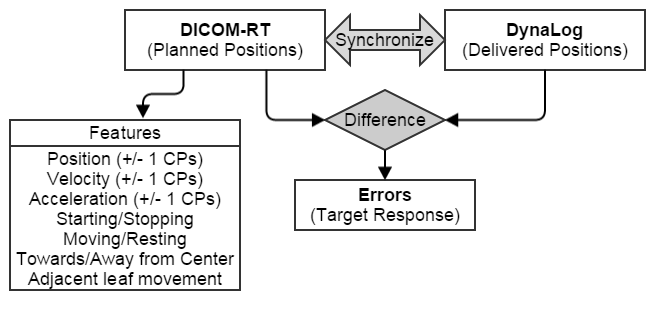 DICOM-RT
(Planned Positions)
Synchronize
DynaLog
(Delivered Positions)
Features
Position (+/- 1 CPs)
Velocity (+/- 1 CPs)
Acceleration (+/- 1 CPs)
Starting/Stopping
Moving/Resting
Towards/Away from Center
Adjacent leaf movement
Difference
Errors
(Target Response)